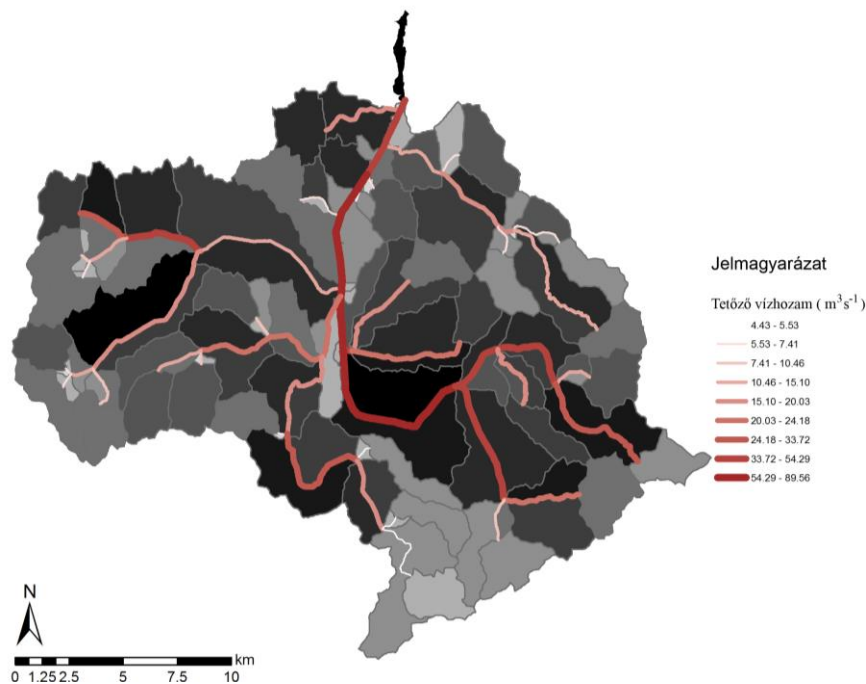 Jelmagyarázat
Tetőző vízhozam ( m³s⁻¹)
4.43 - 5.53
5.53 - 7.41
7.41 - 10.46
10.46 - 15.10
15.10 - 20.03
20.03 - 24.18
24.18 - 33.72
33.72 - 54.29
54.29 - 89.56
N
km
0 1.25 2.5 5 7.5 10